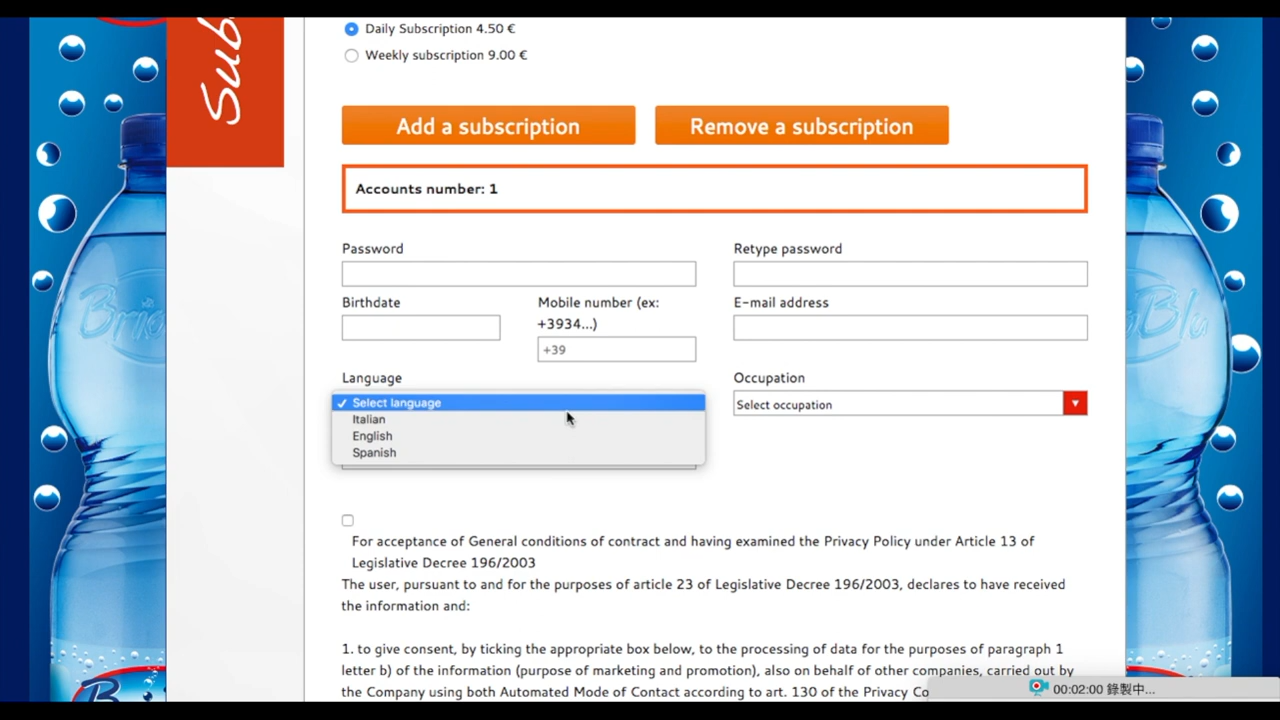 Sub
Daily Subscription 4.50 €
Weekly subscription 9.00 €
Add a subscription
Remove a subscription
Accounts number: 1
Password
Retype password
Birthdate
Mobile number (ex:
+3934...)
E-mail address
+39
Language
Occupation
✓ Select language
Select occupation
Italian
English
Spanish
For acceptance of General conditions of contract and having examined the Privacy Policy under Article 13 of
Legislative Decree 196/2003
The user, pursuant to and for the purposes of article 23 of Legislative Decree 196/2003, declares to have received
the information and:
1. to give consent, by ticking the appropriate box below, to the processing of data for the purposes of paragraph 1
letter b) of the information (purpose of marketing and promotion), also on behalf of other companies, carried out by
the Company using both Automated Mode of Contact according to art. 130 of the Privacy Co
00:02:00 錄製中...